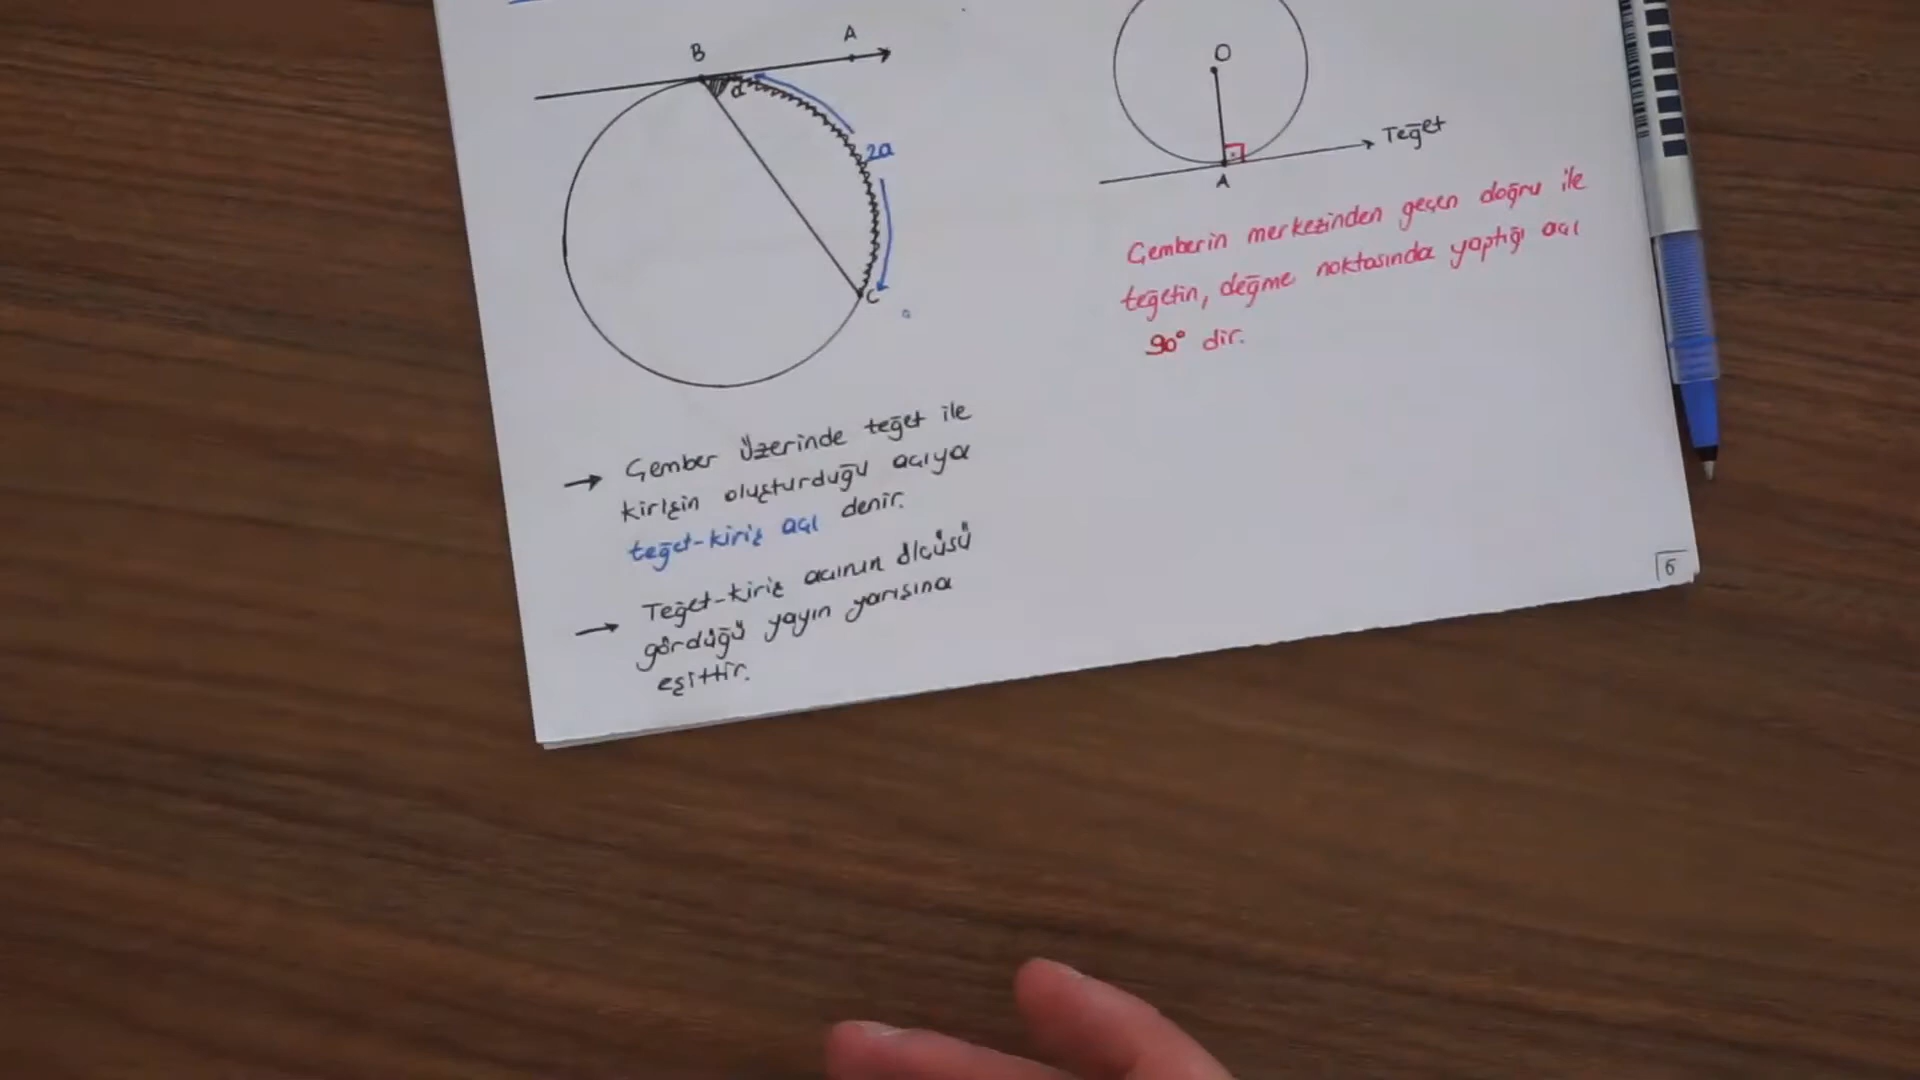 B
A
α
2α
C
→ Çember üzerinde teğet ile
kirişin oluşturduğu açıya
teğet-kiriş açı denir.
→ Teğet-kiriş açının ölçüsü
gördüğü yayın yarısına
eşittir.
O
A
Teğet
Çemberin merkezinden geçen doğru ile
teğetin, değme noktasında yaptığı açı
90° dir.
6